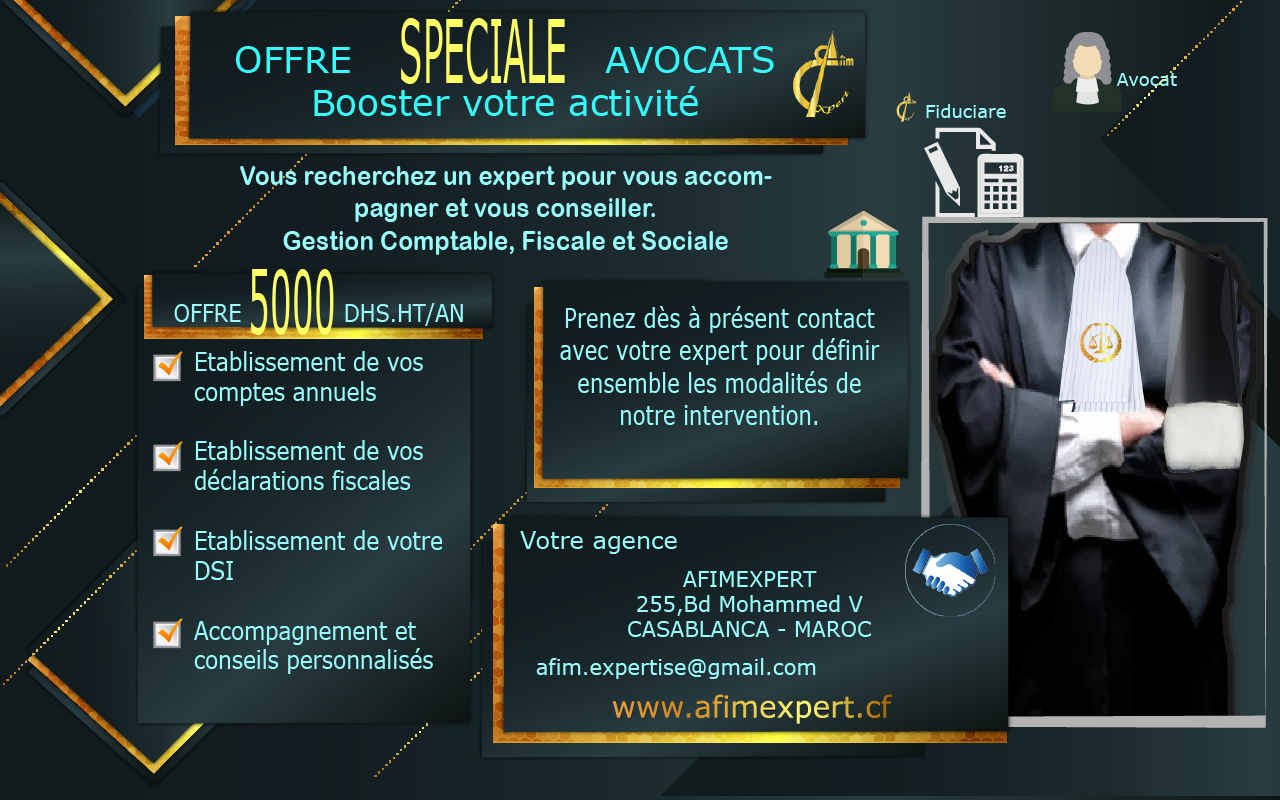 OFFRE SPECIALE AVOCATS
Booster votre activité
Afim
expert
Avocat
Fiduciare
123
Vous recherchez un expert pour vous accom-
pagner et vous conseiller.
Gestion Comptable, Fiscale et Sociale
OFFRE 5000 DHS.HT/AN
Etablissement de vos
comptes annuels
Etablissement de vos
déclarations fiscales
Etablissement de votre
DSI
Accompagnement et
conseils personnalisés
Prenez dès à présent contact
avec votre expert pour définir
ensemble les modalités de
notre intervention.
Votre agence
AFIMEXPERT
255,Bd Mohammed V
CASABLANCA - MAROC
afim.expertise@gmail.com
www.afimexpert.cf